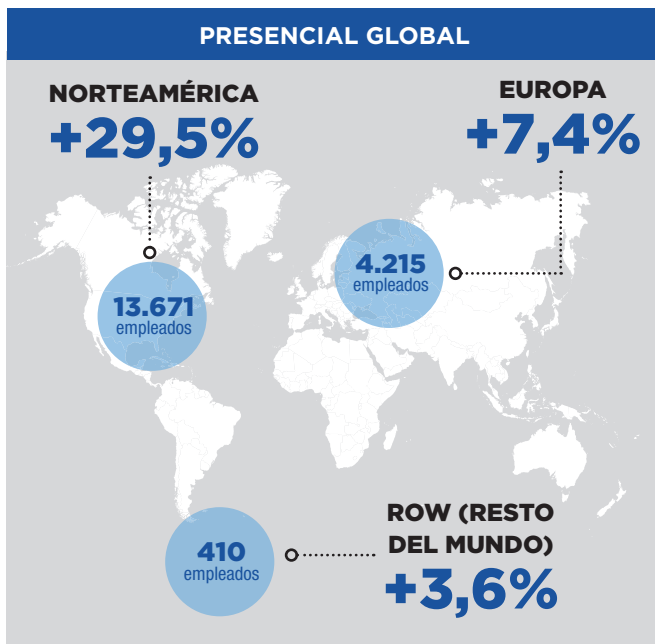 PRESENCIAL GLOBAL
NORTEAMÉRICA
+29,5%
EUROPA
+7,4%
13.671
empleados
4.215
empleados
410
empleados
ROW (RESTO
DEL MUNDO)
+3,6%